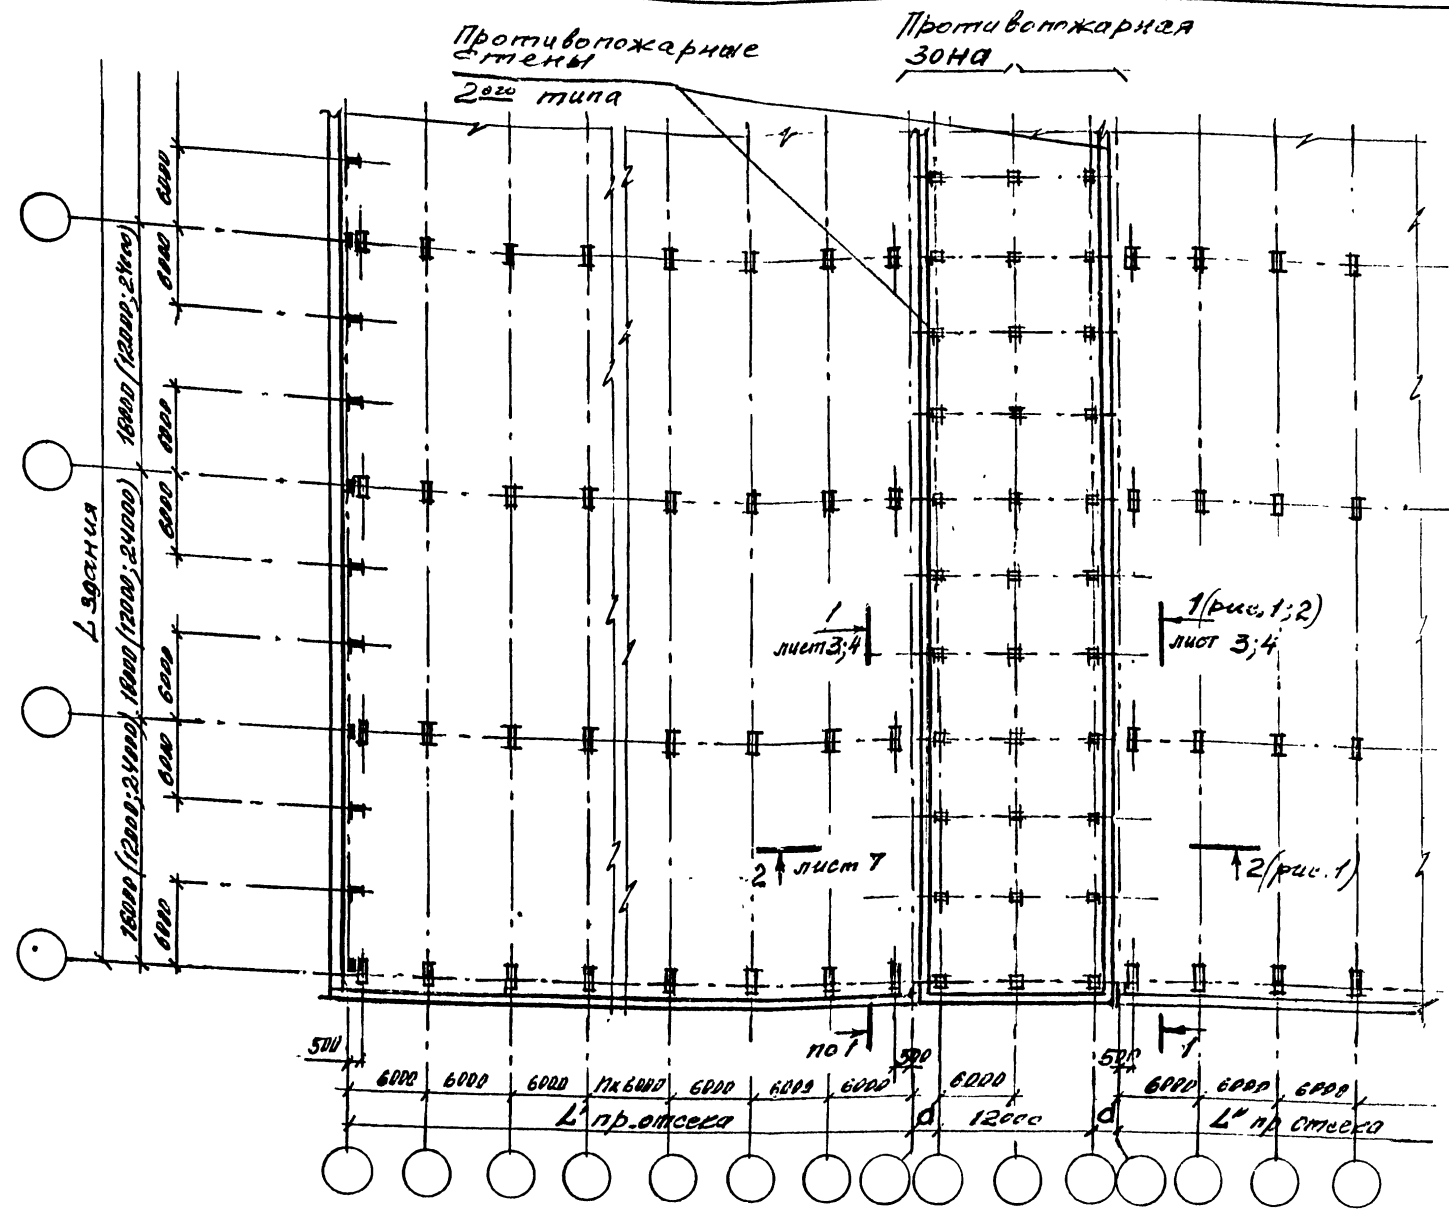 Противопожарные
стены
2ого типа
Противопожарная
зона
6000
6000
6000
6000
6000
6000
6000
18000 (12000; 24000)
18000 (12000; 24000)
18000 (12000; 24000)
L здания
1
лист 3;4
1 (рис. 1; 2)
лист 3;4
2 лист 7
2 (рис. 1)
по 1
1
500
500
500
6000 6000 6000 пх6000 6000 6000 6000 6000 6000 6000 6000
L' пр. отсека d 12000 d L" пр отсека